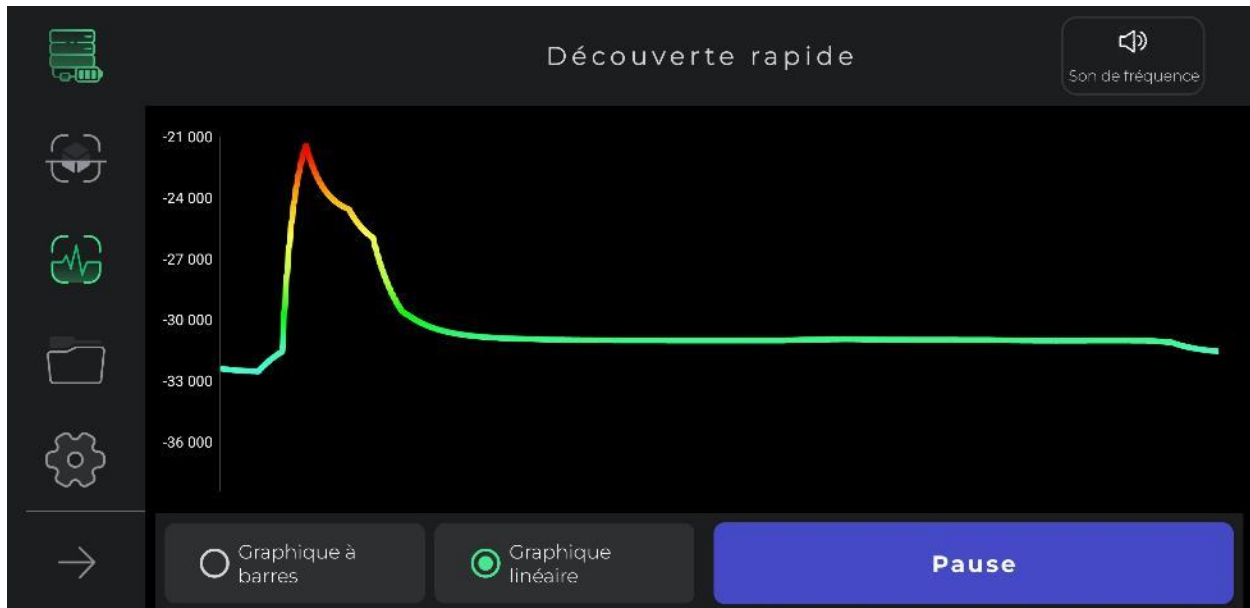 Découverte rapide
Son de fréquence
-21 000
-24 000
-27 000
-30 000
-33 000
-36 000
Graphique à
barres
Graphique
linéaire
Pause